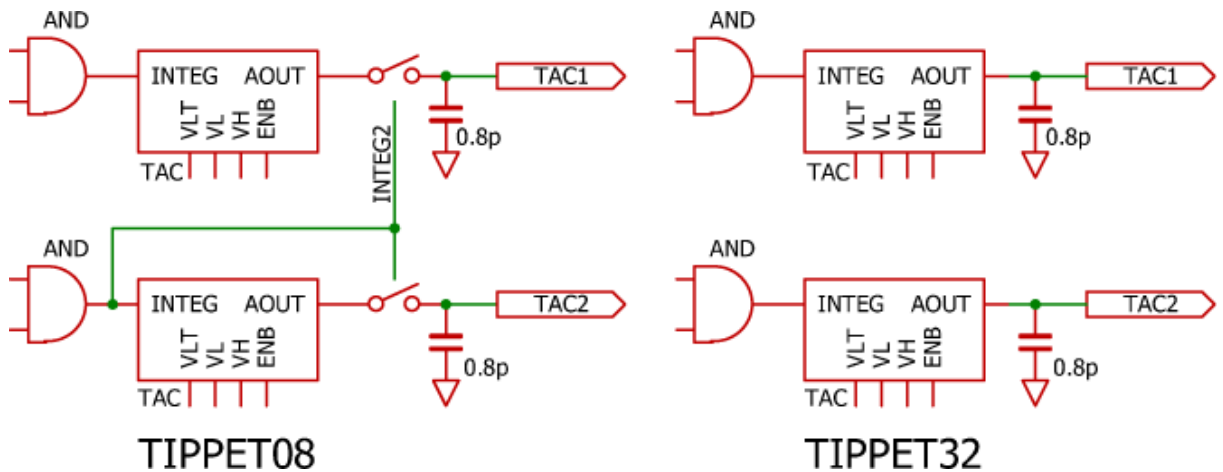 AND
AND
INTEG AOUT
TAC1
INTEG AOUT
TAC1
VLT
VL
VH
ENB
VLT
VL
VH
ENB
0.8p
0.8p
TAC
TAC
INTEG2
AND
AND
INTEG AOUT
TAC2
INTEG AOUT
TAC2
VLT
VL
VH
ENB
VLT
VL
VH
ENB
0.8p
0.8p
TAC
TAC
TIPPET08
TIPPET32